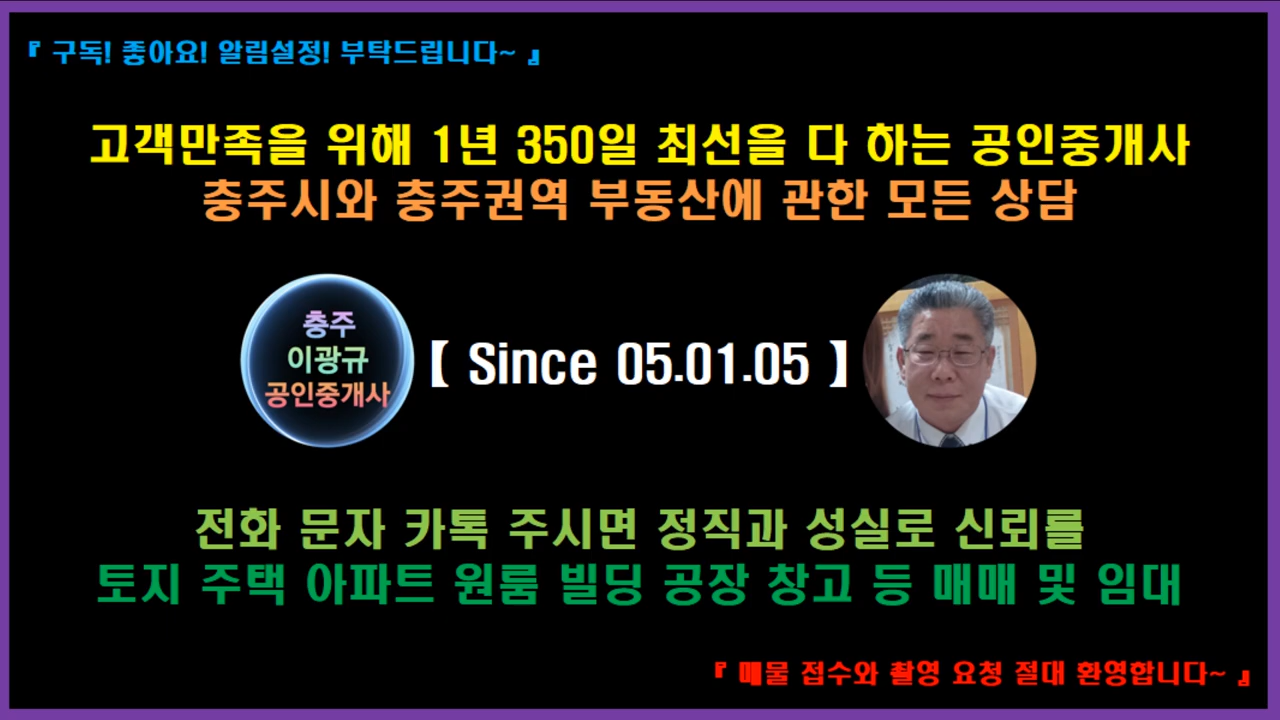 『 구독! 좋아요! 알림설정! 부탁드립니다~ 』
고객만족을 위해 1년 350일 최선을 다 하는 공인중개사
충주시와 충주권역 부동산에 관한 모든 상담
충주
이광규
공인중개사
【 Since 05.01.05 】
전화 문자 카톡 주시면 정직과 성실로 신뢰를
토지 주택 아파트 원룸 빌딩 공장 창고 등 매매 및 임대
『 매물 접수와 촬영 요청 절대 환영합니다~ 』